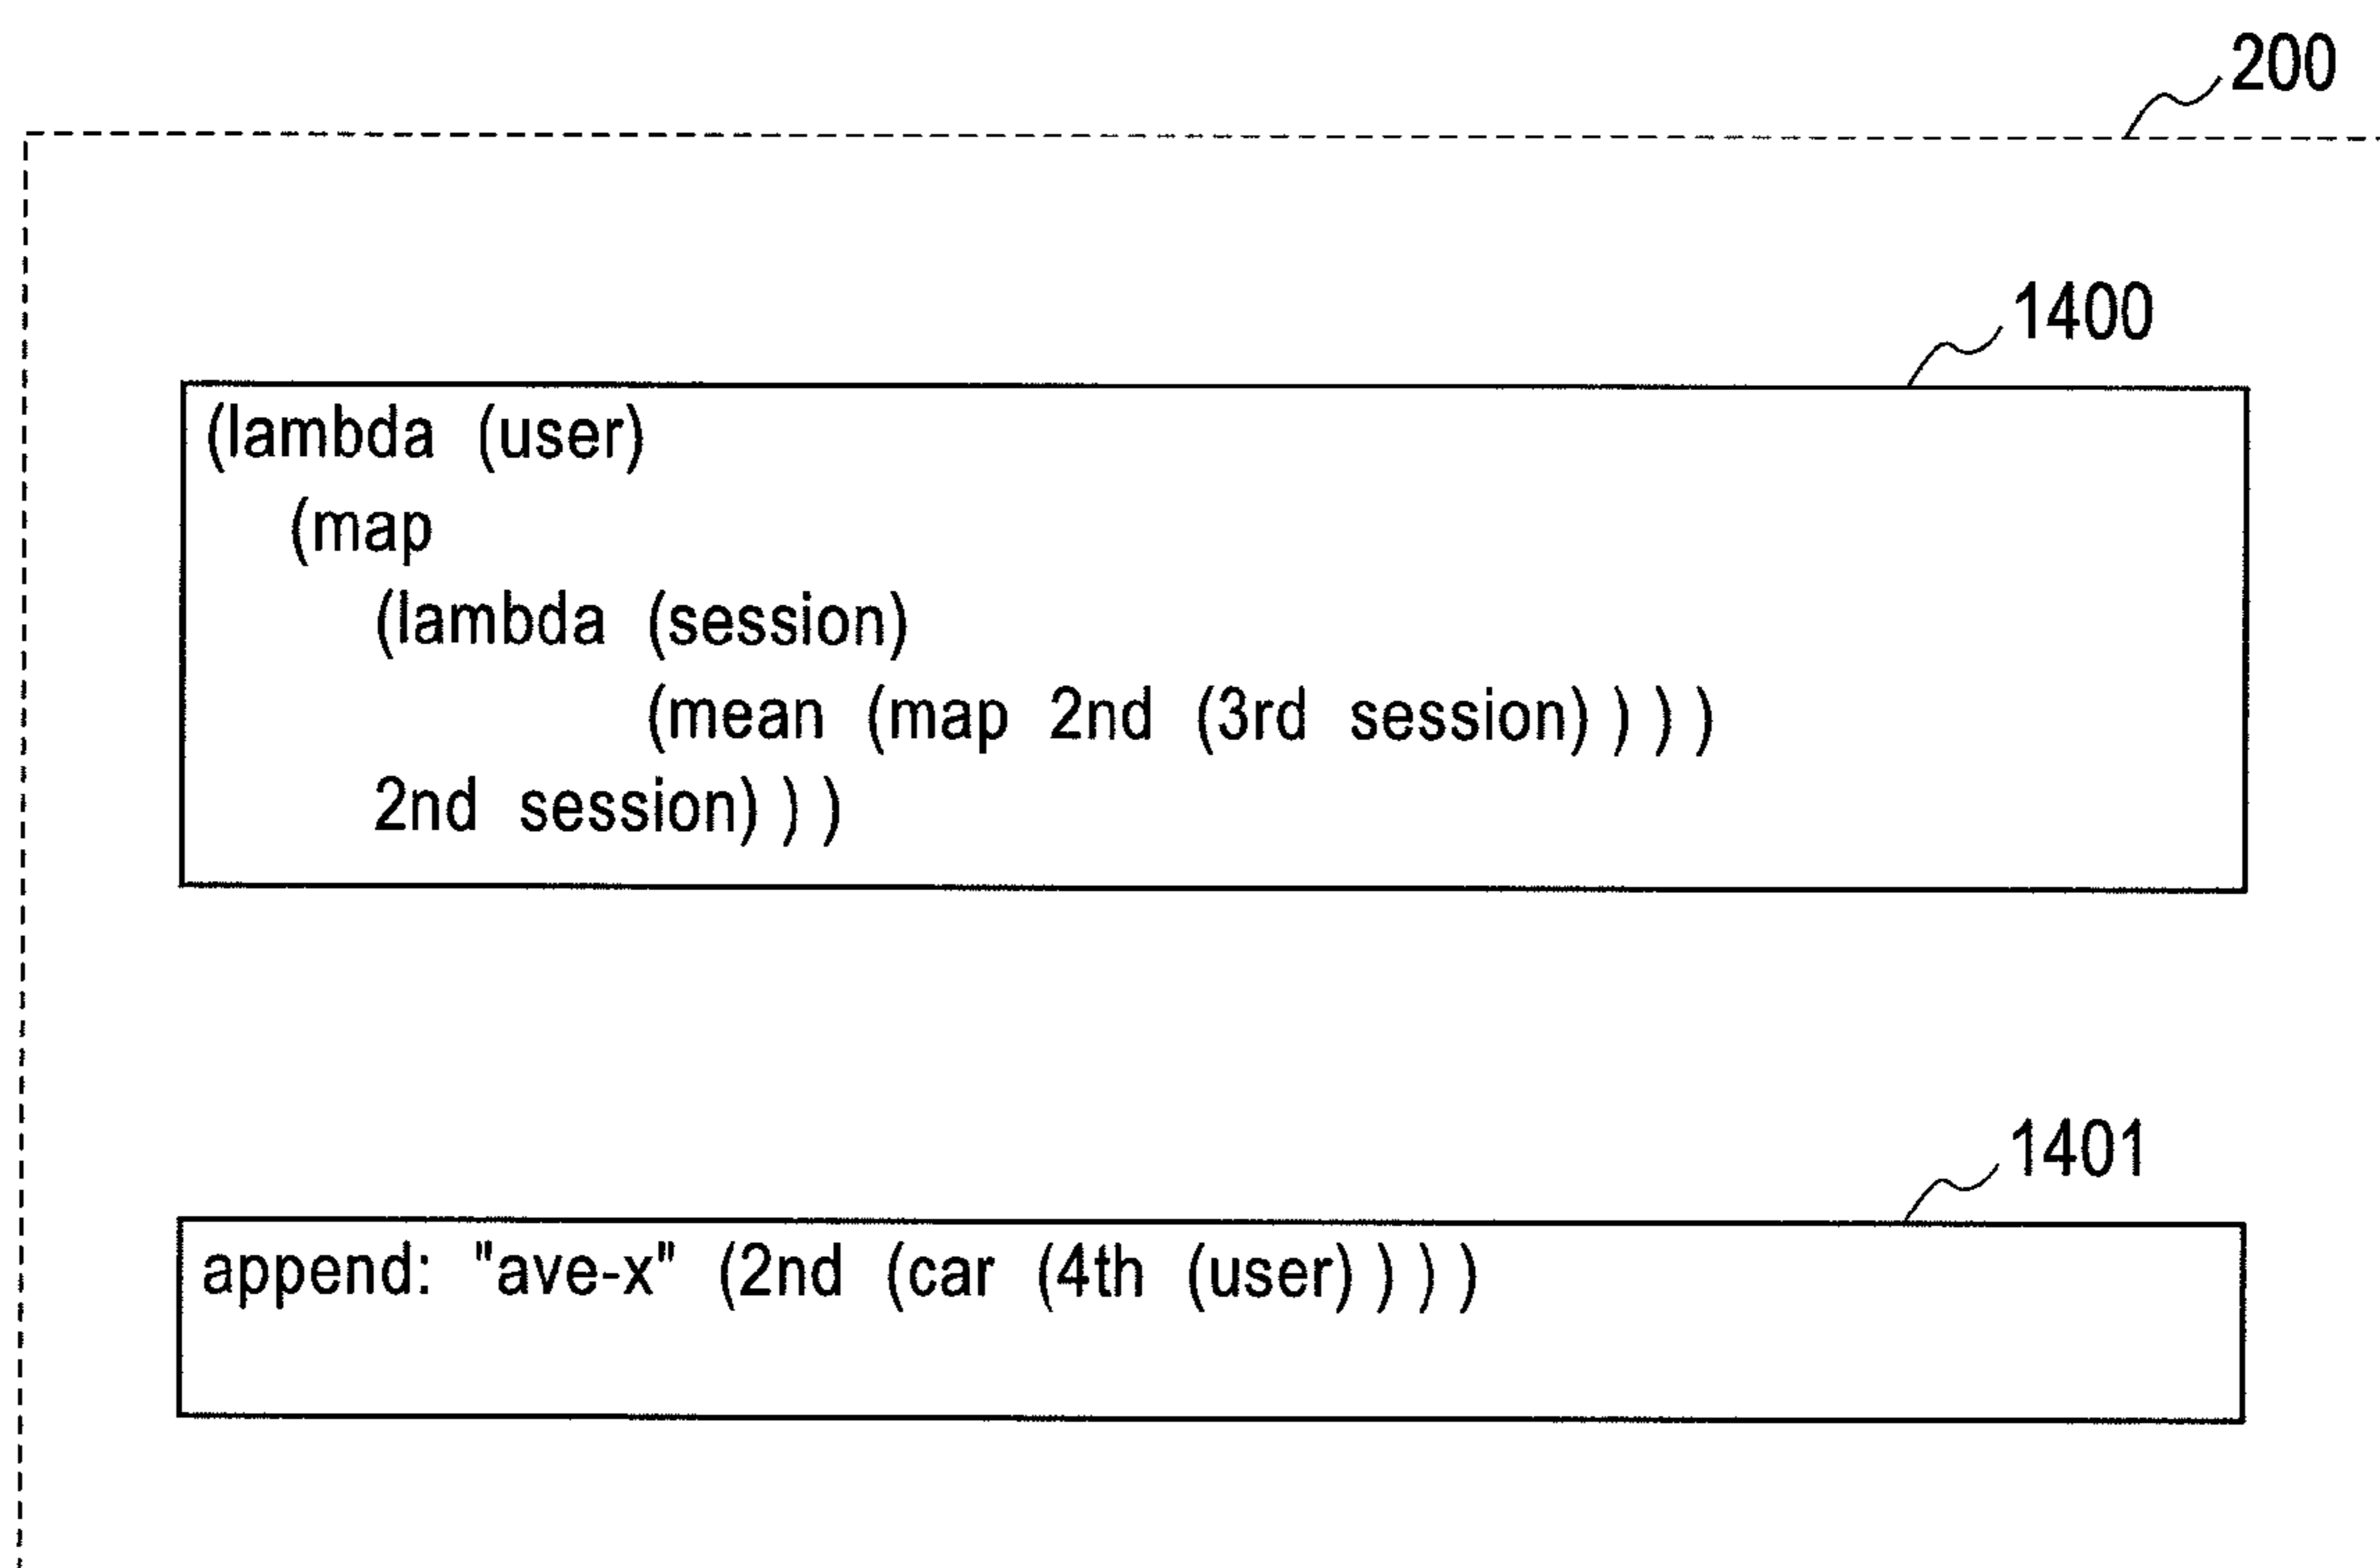 200
1400
(lambda (user)
(map
(lambda (session)
(mean (map 2nd (3rd session) ) ) )
2nd session) ) )
1401
append: "ave-x" (2nd (car (4th (user) ) ) )